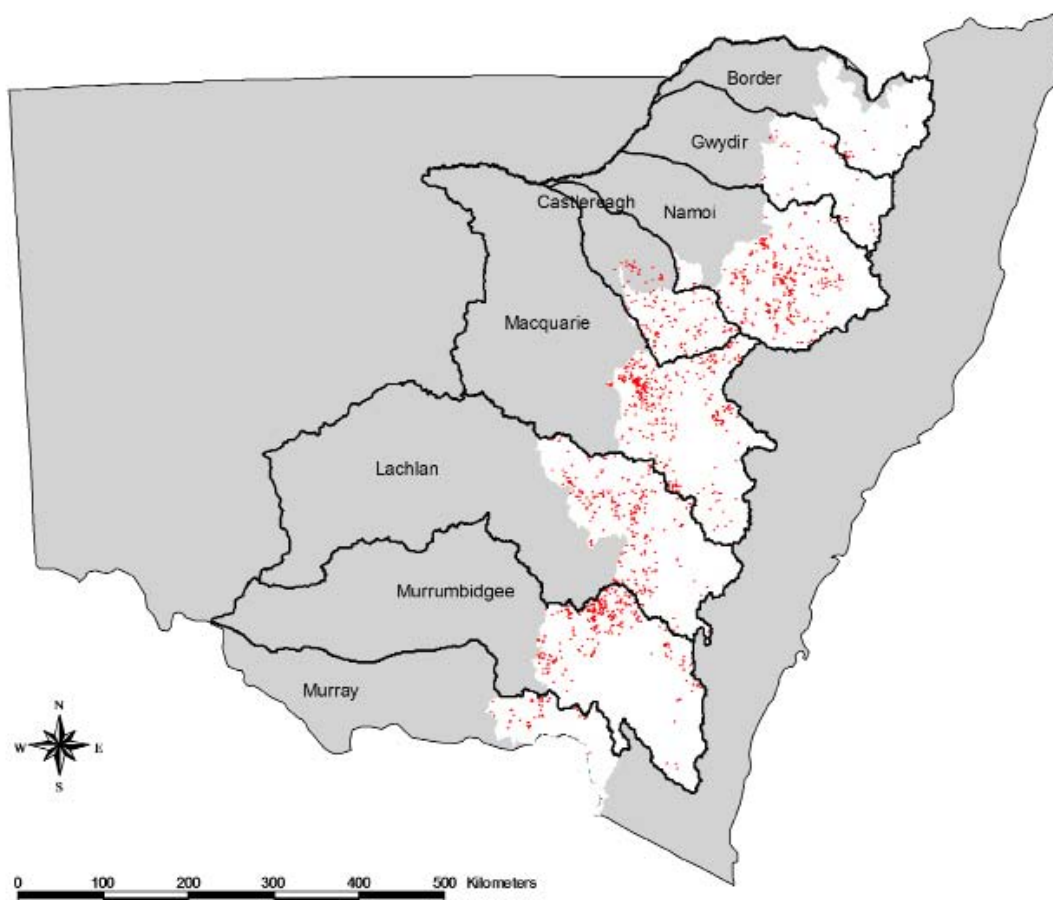 Border
Gwydir
Castlereagh
Namoi
Macquarie
Lachlan
Murrumbidgee
Murray
N
W E
S
0 100 200 300 400 500 Kilometers